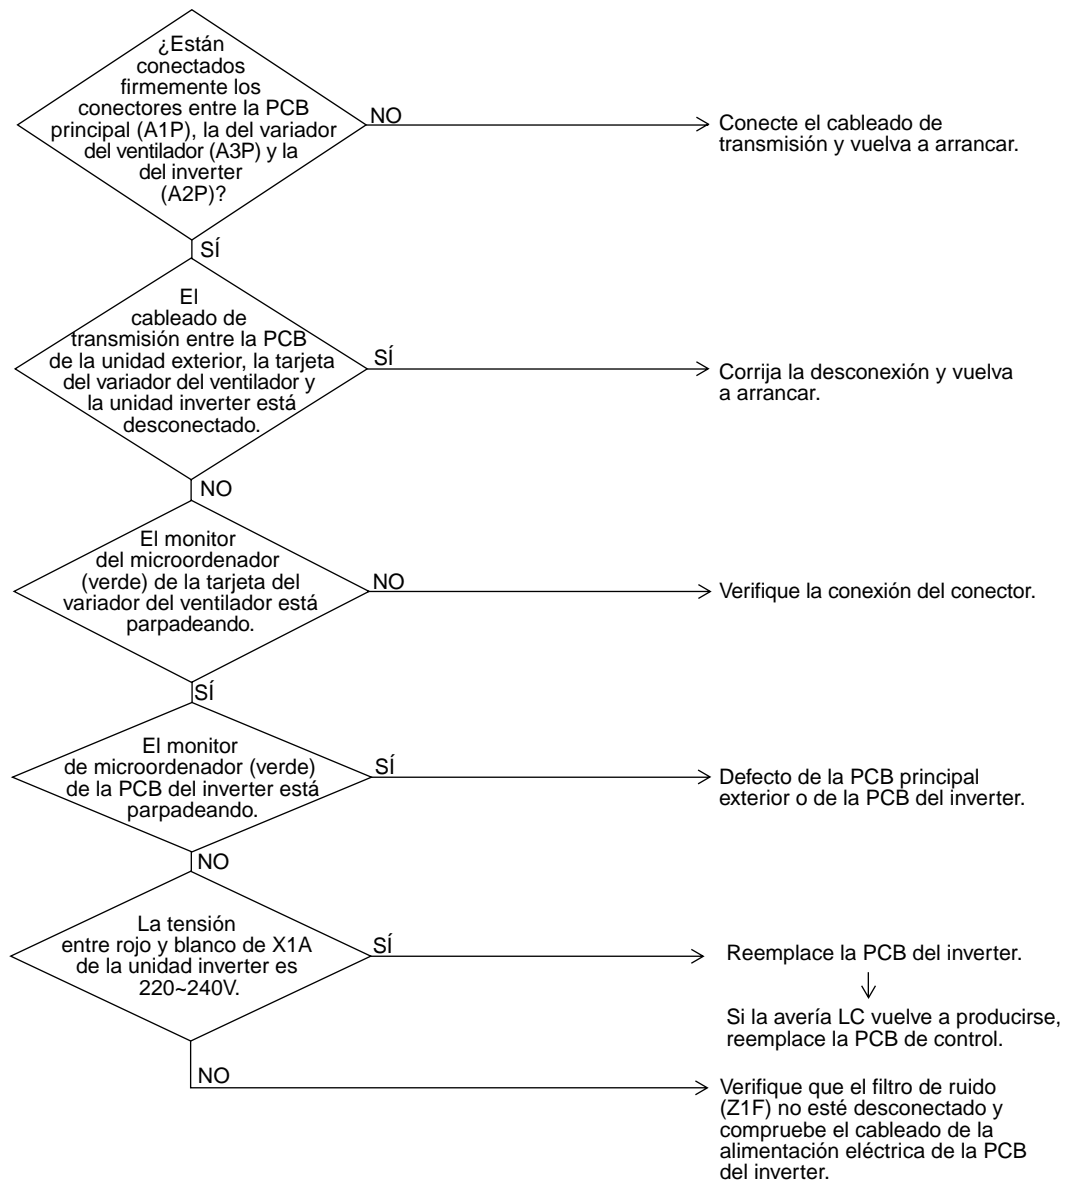 ¿Están
conectados
firmemente los
conectores entre la PCB
principal (A1P), la del variador
del ventilador (A3P) y la
del inverter
(A2P)?
NO
Conecte el cableado de
transmisión y vuelva a arrancar.
SÍ
El
cableado de
transmisión entre la PCB
de la unidad exterior, la tarjeta
del variador del ventilador y
la unidad inverter está
desconectado.
SÍ
Corrija la desconexión y vuelva
a arrancar.
NO
El monitor
del microordenador
(verde) de la tarjeta del
variador del ventilador está
parpadeando.
NO
Verifique la conexión del conector.
SÍ
El monitor
de microordenador (verde)
de la PCB del inverter está
parpadeando.
SÍ
Defecto de la PCB principal
exterior o de la PCB del inverter.
NO
La tensión
entre rojo y blanco de X1A
de la unidad inverter es
220~240V.
SÍ
Reemplace la PCB del inverter.
Si la avería LC vuelve a producirse,
reemplace la PCB de control.
NO
Verifique que el filtro de ruido
(Z1F) no esté desconectado y
compruebe el cableado de la
alimentación eléctrica de la PCB
del inverter.